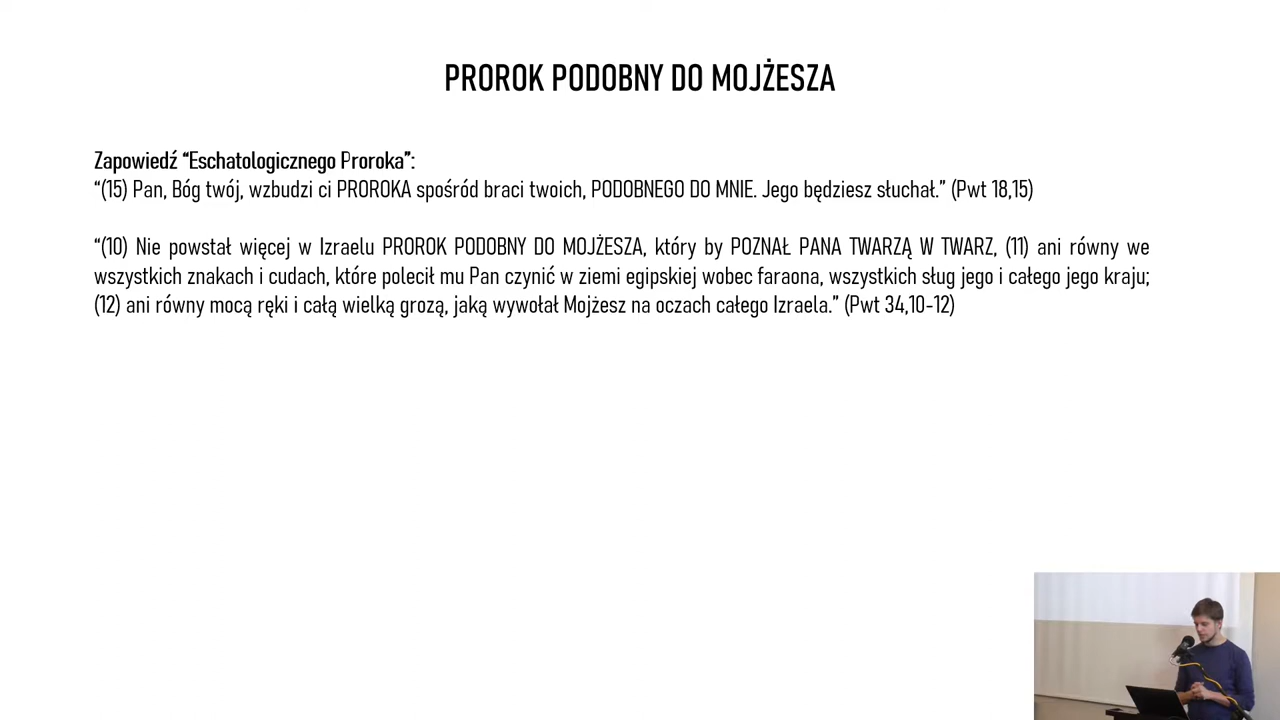 PROROK PODOBNY DO MOJŻESZA
Zapowiedź “Eschatologicznego Proroka”:
“(15) Pan, Bóg twój, wzbudzi ci PROROKA spośród braci twoich, PODOBNEGO DO MNIE. Jego będziesz słuchał.” (Pwt 18,15)
“(10) Nie powstał więcej w Izraelu PROROK PODOBNY DO MOJŻESZA, który by POZNAŁ PANA TWARZĄ W TWARZ, (11) ani równy we
wszystkich znakach i cudach, które polecił mu Pan czynić w ziemi egipskiej wobec faraona, wszystkich sług jego i całego jego kraju;
(12) ani równy mocą ręki i całą wielką grozą, jaką wywołał Mojżesz na oczach całego Izraela.” (Pwt 34,10-12)